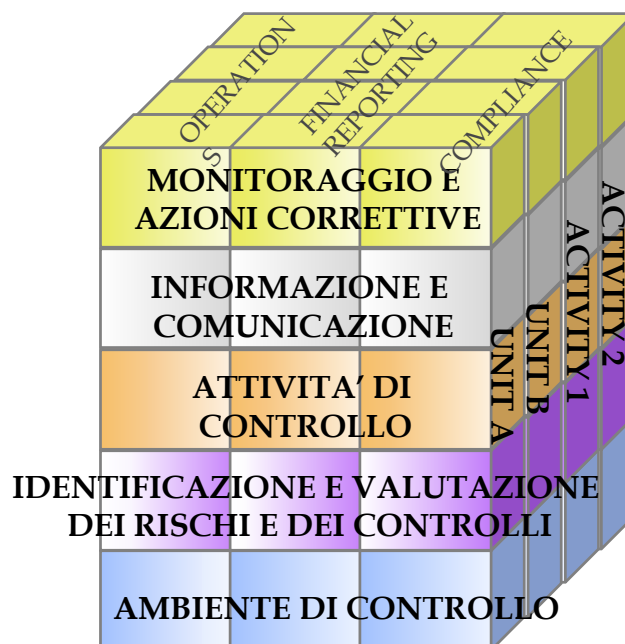 OPERATION
S
FINANCIAL
REPORTING
COMPLIANCE
MONITORAGGIO E
AZIONI CORRETTIVE
INFORMAZIONE E
COMUNICAZIONE
ATTIVITA’ DI
CONTROLLO
IDENTIFICAZIONE E VALUTAZIONE
DEI RISCHI E DEI CONTROLLI
AMBIENTE DI CONTROLLO
UNIT A
UNIT B
ACTIVITY 1
ACTIVITY 2